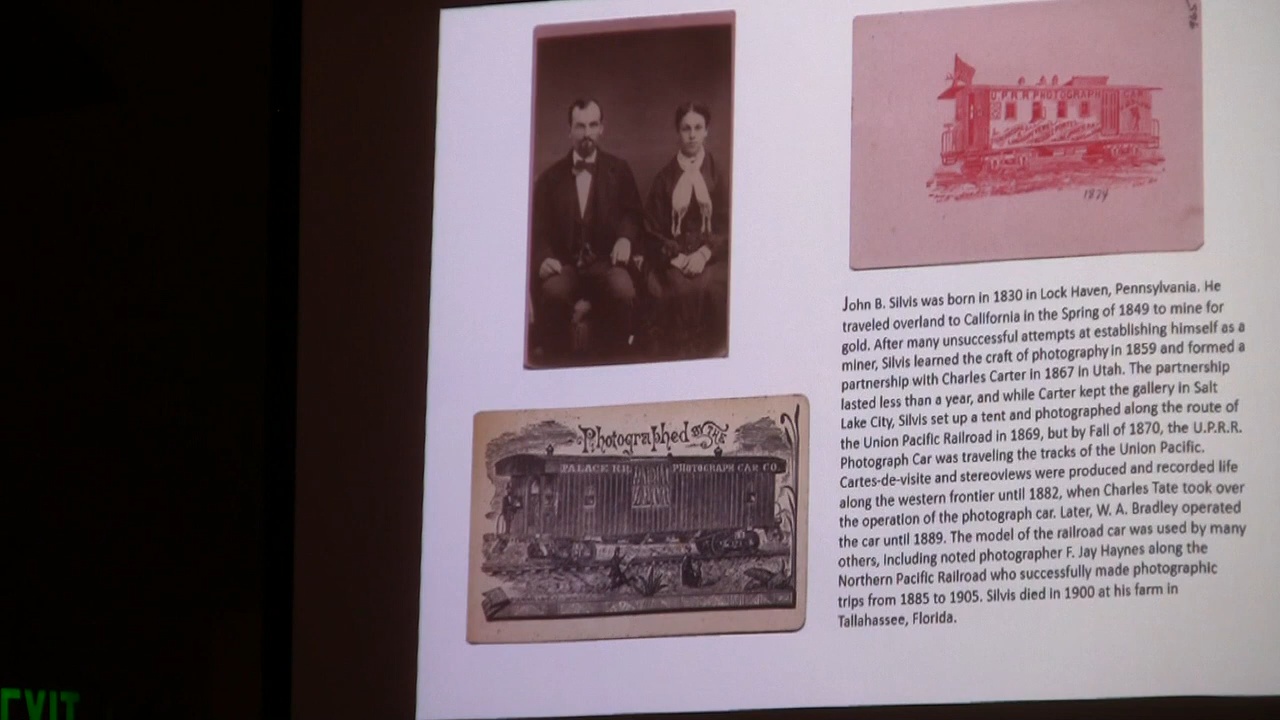 965
U.P.R.R PHOTOGRAPH CAR
1874
John B. Silvis was born in 1830 in Lock Haven, Pennsylvania. He
traveled overland to California in the Spring of 1849 to mine for
gold. After many unsuccessful attempts at establishing himself as a
miner, Silvis learned the craft of photography in 1859 and formed a
partnership with Charles Carter in 1867 in Utah. The partnership
lasted less than a year, and while Carter kept the gallery in Salt
Lake City, Silvis set up a tent and photographed along the route of
the Union Pacific Railroad in 1869, but by Fall of 1870, the U.P.R.R.
Photograph Car was traveling the tracks of the Union Pacific.
Cartes-de-visite and stereoviews were produced and recorded life
along the western frontier until 1882, when Charles Tate took over
the operation of the photograph car. Later, W. A. Bradley operated
the car until 1889. The model of the railroad car was used by many
others, including noted photographer F. Jay Haynes along the
Northern Pacific Railroad who successfully made photographic
trips from 1885 to 1905. Silvis died in 1900 at his farm in
Tallahassee, Florida.
Photographed BY THE
PALACE R.R. PHOTOGRAPH CAR CO.
EXIT